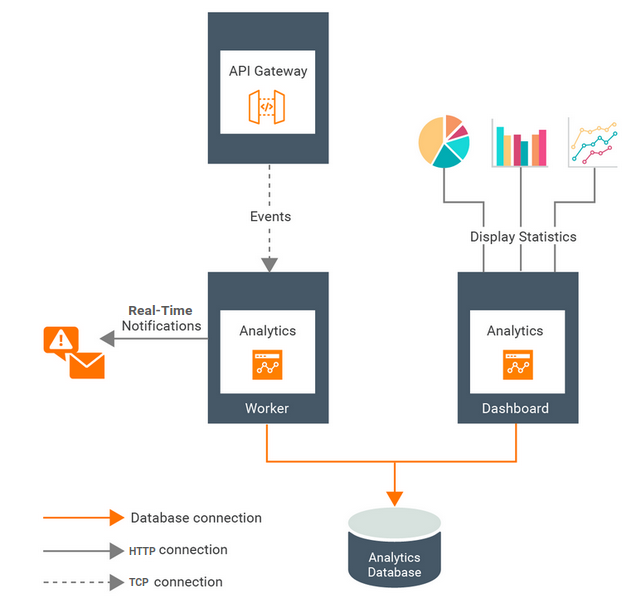 API Gateway
</>
Events
Display Statistics
Real-Time
Notifications
Analytics
Worker
Analytics
Dashboard
Database connection
HTTP connection
TCP connection
Analytics
Database